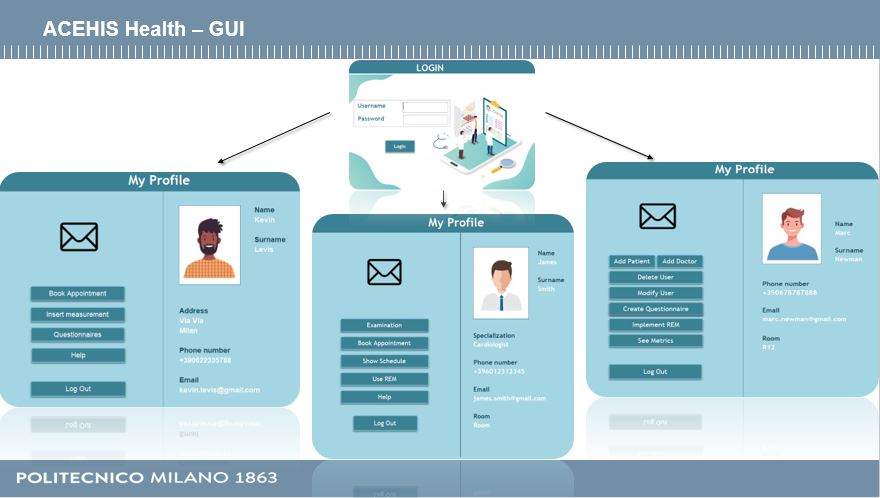 ACEHIS Health – GUI
LOGIN
Username
Password
Login
My Profile
Name
Kevin
Surname
Levis
Book Appointment
Insert measurement
Questionnaires
Help
Log Out
Address
Via Via
Milan
Phone number
+390622335788
Email
kevin.levis@gmail.com
My Profile
Name
James
Surname
Smith
Examination
Book Appointment
Show Schedule
Use REM
Help
Log Out
Specialization
Cardiologist
Phone number
+396012312345
Email
james.smith@gmail.com
Room
Room
My Profile
Name
Marc
Surname
Newman
Add Patient Add Doctor
Delete User
Modify User
Create Questionnaire
Implement REM
See Metrics
Log Out
Phone number
+390678787888
Email
marc.newman@gmail.com
Room
R12
POLITECNICO MILANO 1863